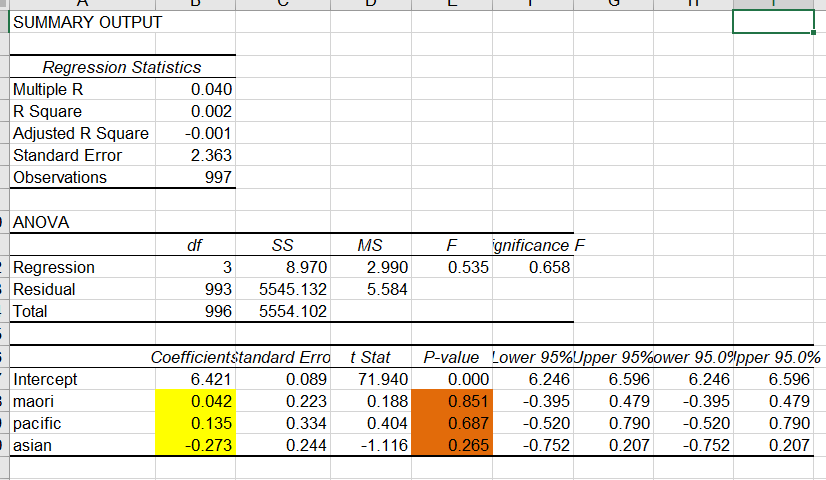 SUMMARY OUTPUT
Regression Statistics
Multiple R 0.040
R Square 0.002
Adjusted R Square -0.001
Standard Error 2.363
Observations 997
ANOVA
df SS MS F ignificance F
Regression 3 8.970 2.990 0.535 0.658
Residual 993 5545.132 5.584
Total 996 5554.102
Coefficients tandard Erro t Stat P-value Lower 95% Upper 95% ower 95.0% pper 95.0%
Intercept 6.421 0.089 71.940 0.000 6.246 6.596 6.246 6.596
maori 0.042 0.223 0.188 0.851 -0.395 0.479 -0.395 0.479
pacific 0.135 0.334 0.404 0.687 -0.520 0.790 -0.520 0.790
asian -0.273 0.244 -1.116 0.265 -0.752 0.207 -0.752 0.207